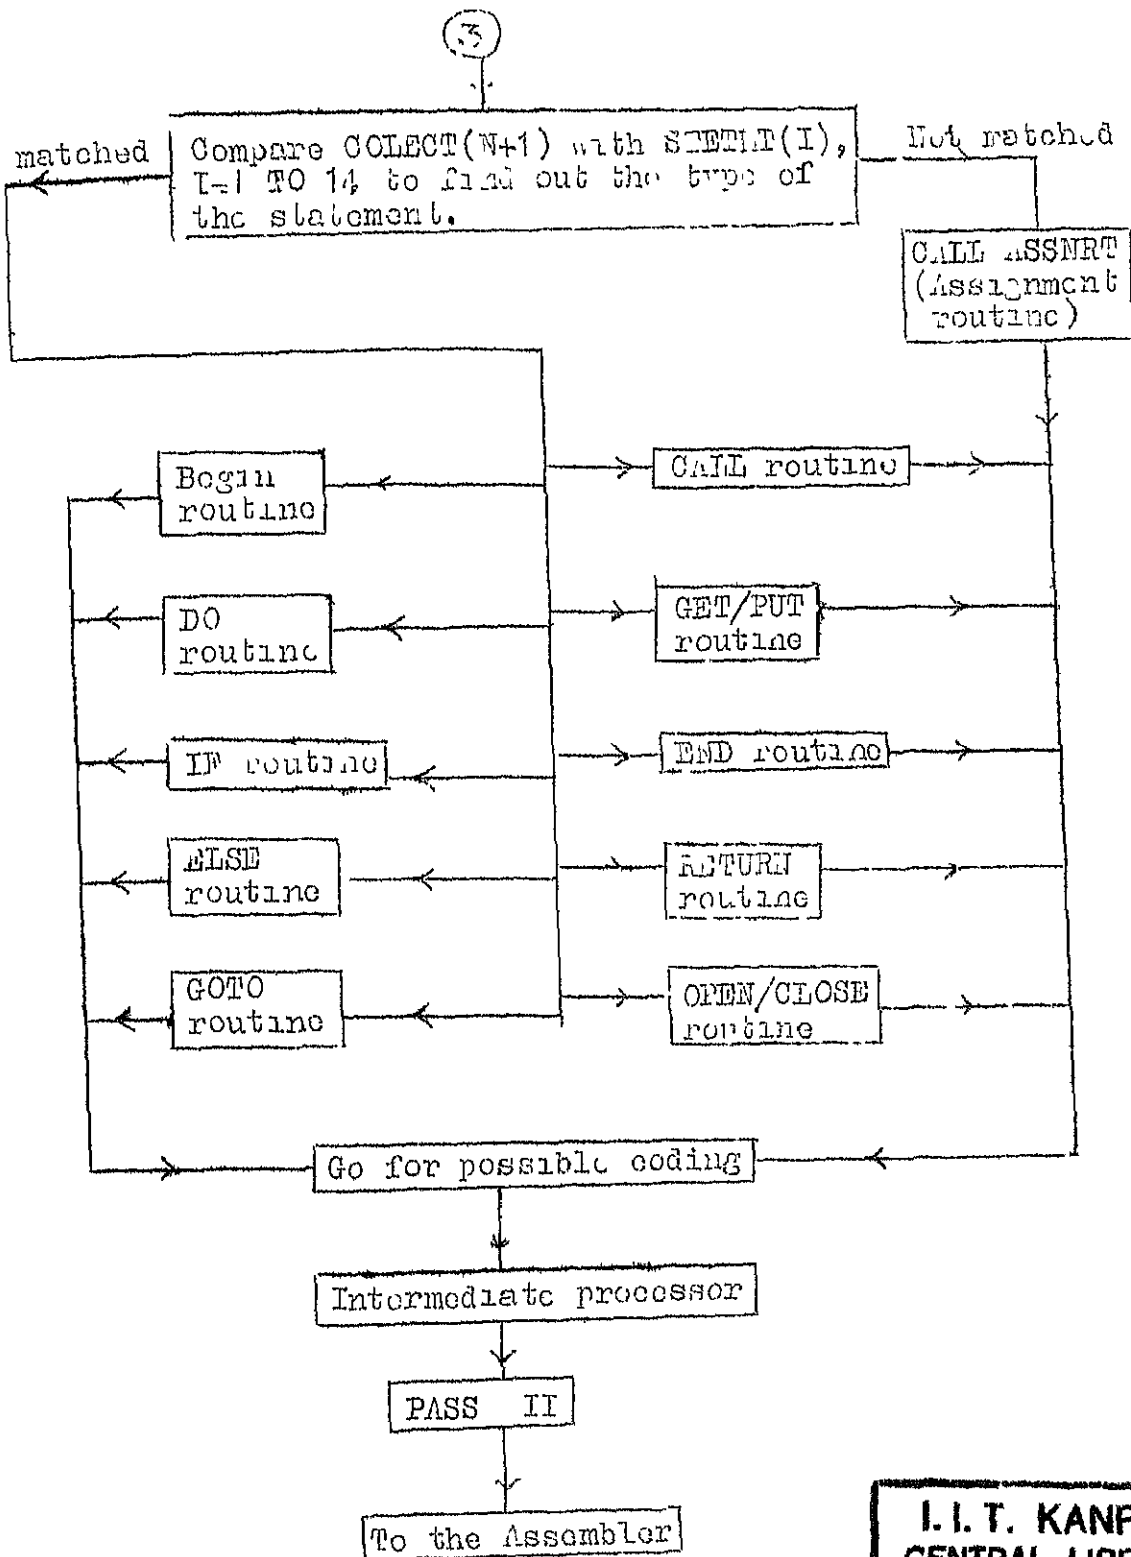 3
matched
Compare COLECT(N+1) with STETLT(I),
I=1 TO 14 to find out the type of
the statement.
Not matched
CALL ASSNRT
(Assignment
routine)
Begin
routine
CALL routine
DO
routine
GET/PUT
routine
IF routine
END routine
ELSE
routine
RETURN
routine
GOTO
routine
OPEN/CLOSE
routine
Go for possible coding
Intermediate processor
PASS II
To the Assembler
I. I. T. KANP